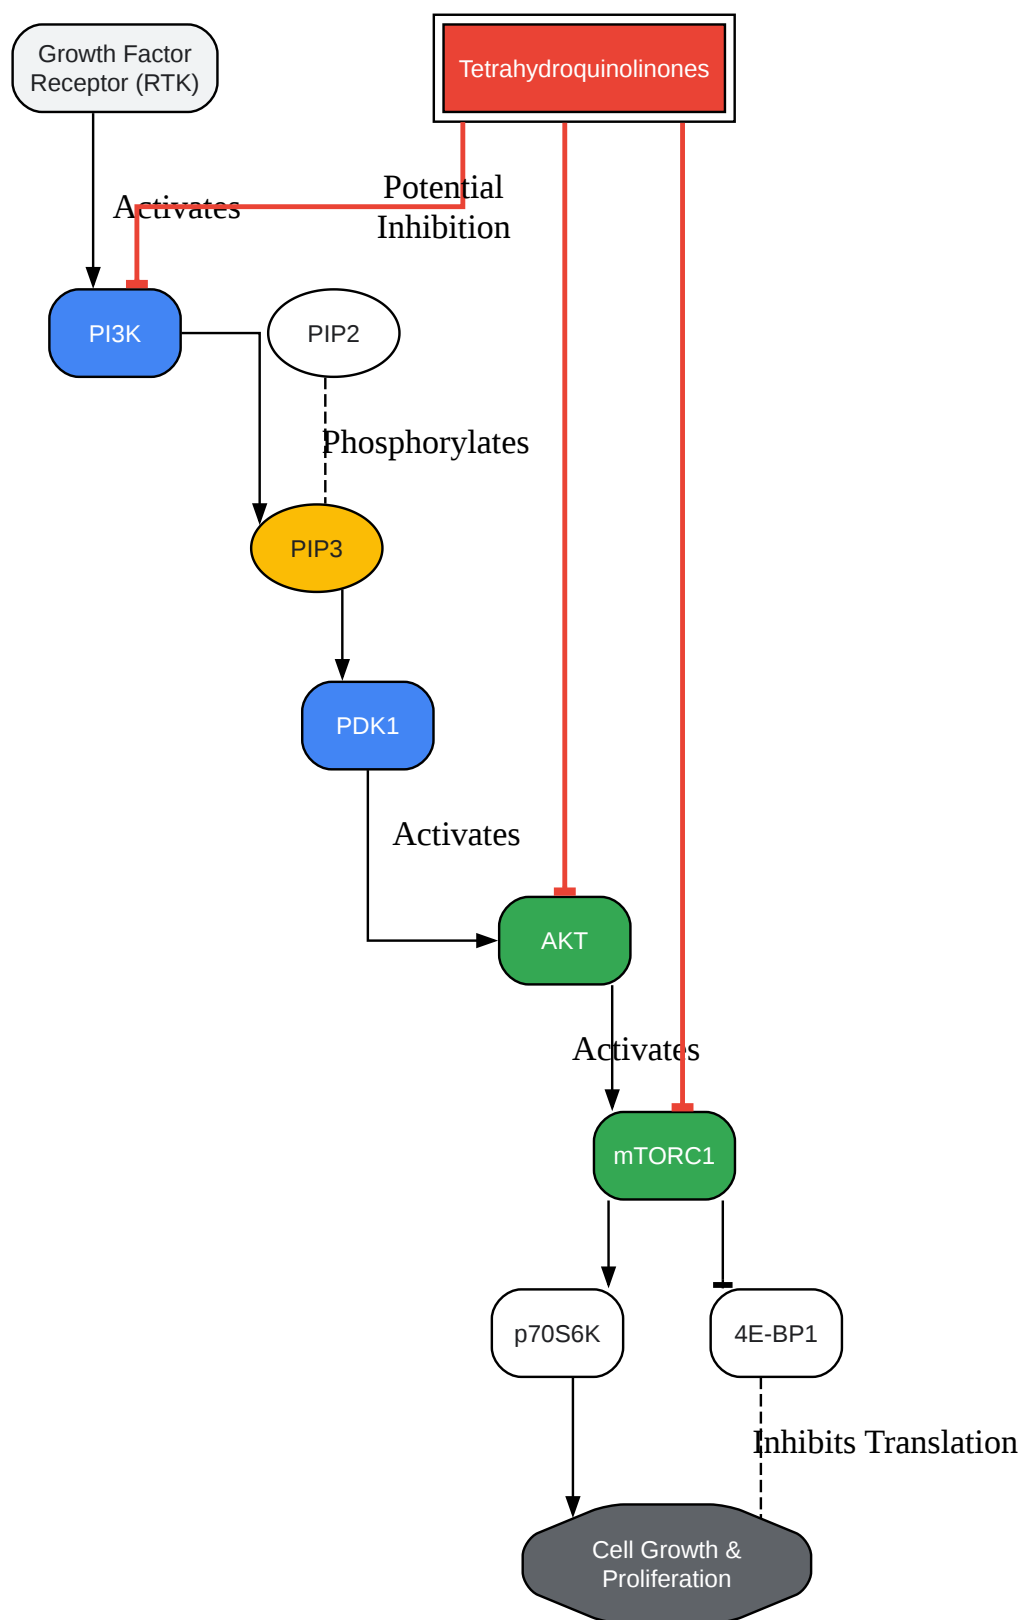 Growth Factor
Receptor (RTK)
Tetrahydroquinolinones
Potential
Inhibition
Activates
PI3K
PIP2
Phosphorylates
PIP3
PDK1
Activates
AKT
Activates
mTORC1
p70S6K
4E-BP1
Inhibits Translation
Cell Growth &
Proliferation